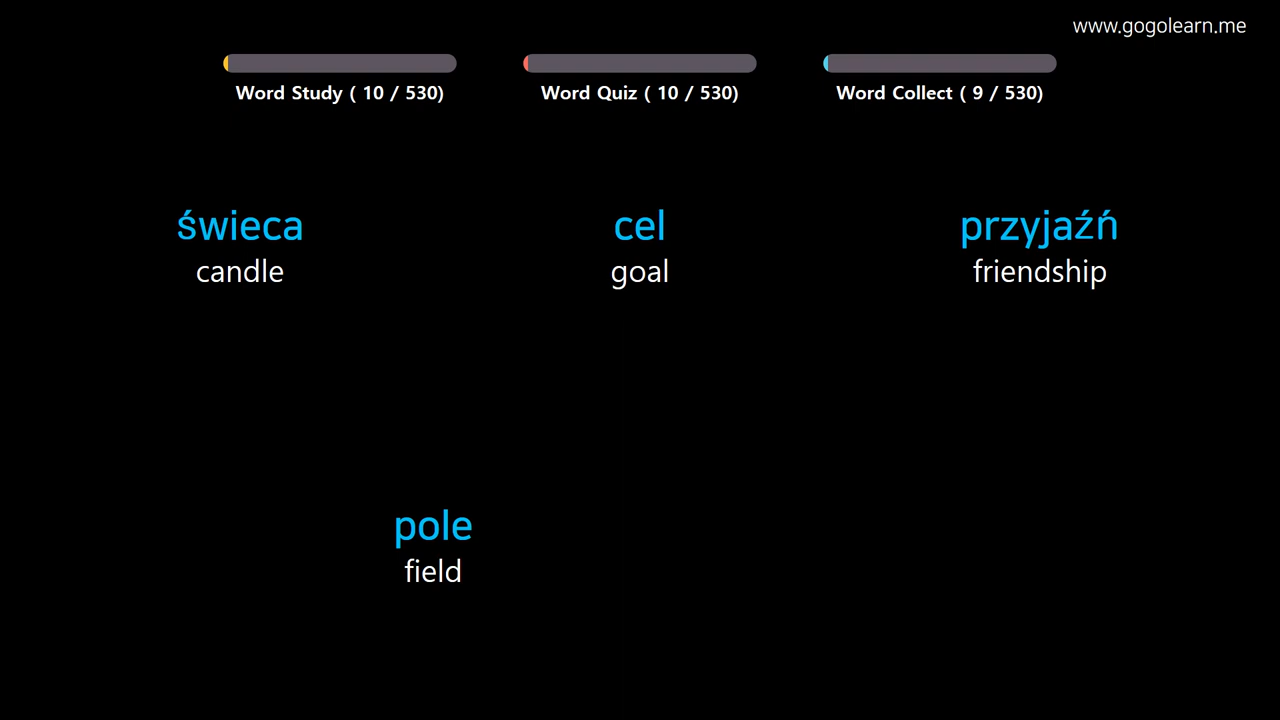 www.gogolearn.me
Word Study ( 10 / 530)
Word Quiz ( 10 / 530)
Word Collect ( 9 / 530)
świeca
candle
cel
goal
przyjaźń
friendship
pole
field